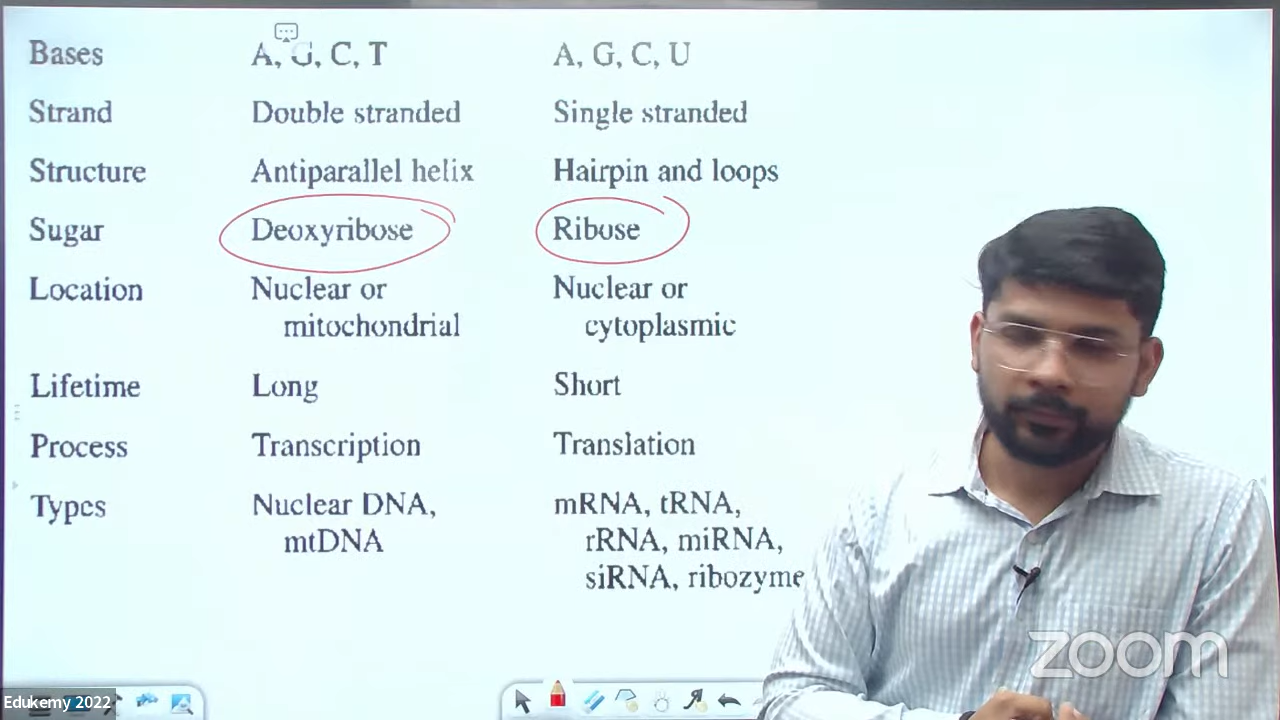 Bases A, G, C, T A, G, C, U
Strand Double stranded Single stranded
Structure Antiparallel helix Hairpin and loops
Sugar Deoxyribose Ribose
Location Nuclear or Nuclear or
mitochondrial cytoplasmic
Lifetime Long Short
Process Transcription Translation
Types Nuclear DNA, mRNA, tRNA,
mtDNA rRNA, miRNA,
siRNA, ribozyme
zoom
Edukemy 2022